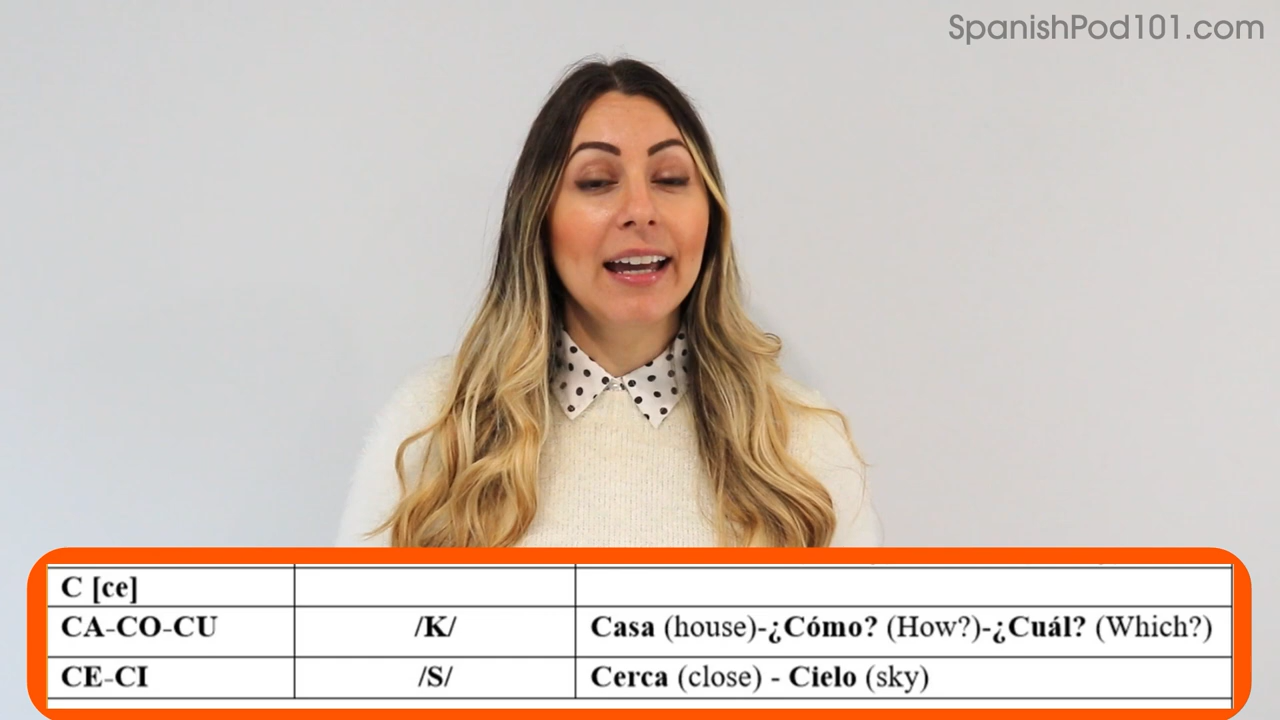 SpanishPod101.com
C [ce]
CA-CO-CU /K/ Casa (house)-¿Cómo? (How?)-¿Cuál? (Which?)
CE-CI /S/ Cerca (close) - Cielo (sky)